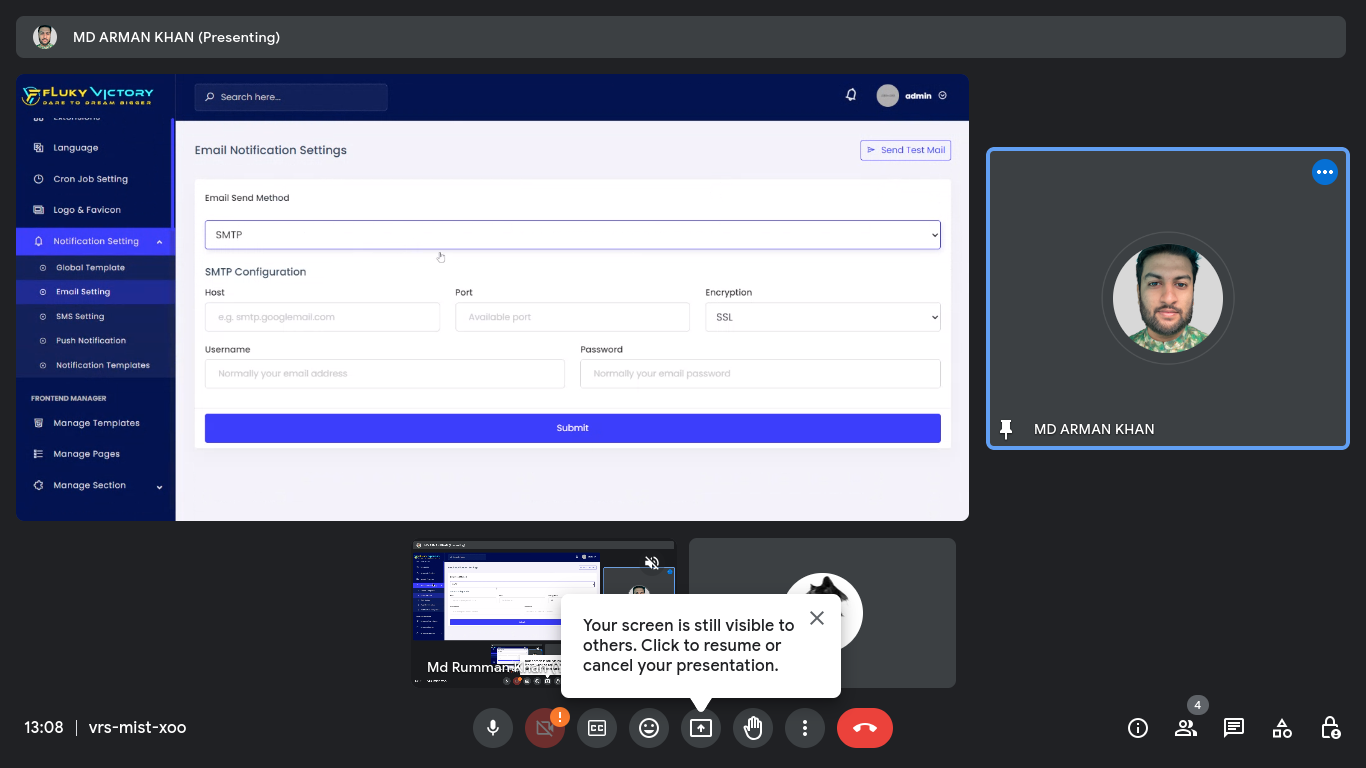 MD ARMAN KHAN (Presenting)
FLUKY VICTORY
DARE TO DREAM BIGGER
Search here...
admin
Extensions
Language
Cron Job Setting
Logo & Favicon
Notification Setting
Global Template
Email Setting
SMS Setting
Push Notification
Notification Templates
FRONTEND MANAGER
Manage Templates
Manage Pages
Manage Section
Email Notification Settings
Send Test Mail
Email Send Method
SMTP
SMTP Configuration
Host
Port
Encryption
e.g. smtp.googlemail.com
Available port
SSL
Username
Password
Normally your email address
Normally your email password
Submit
MD ARMAN KHAN
Md Rumman
Your screen is still visible to
others. Click to resume or
cancel your presentation.
13:08
vrs-mist-xoo
4